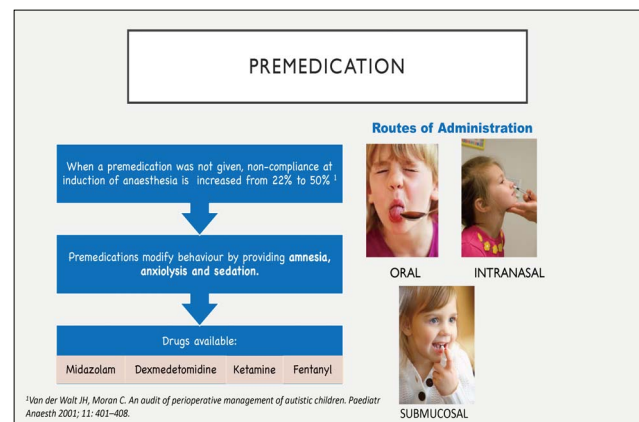 PREMEDICATION
When a premedication was not given, non-compliance at
induction of anaesthesia is increased from 22% to 50% ¹
Premedications modify behaviour by providing amnesia,
anxiolysis and sedation.
Drugs available:
Midazolam Dexmedetomidine Ketamine Fentanyl
¹Van der Walt JH, Moran C. An audit of perioperative management of autistic children. Paediatr
Anaesth 2001; 11: 401–408.
Routes of Administration
ORAL INTRANASAL
SUBMUCOSAL